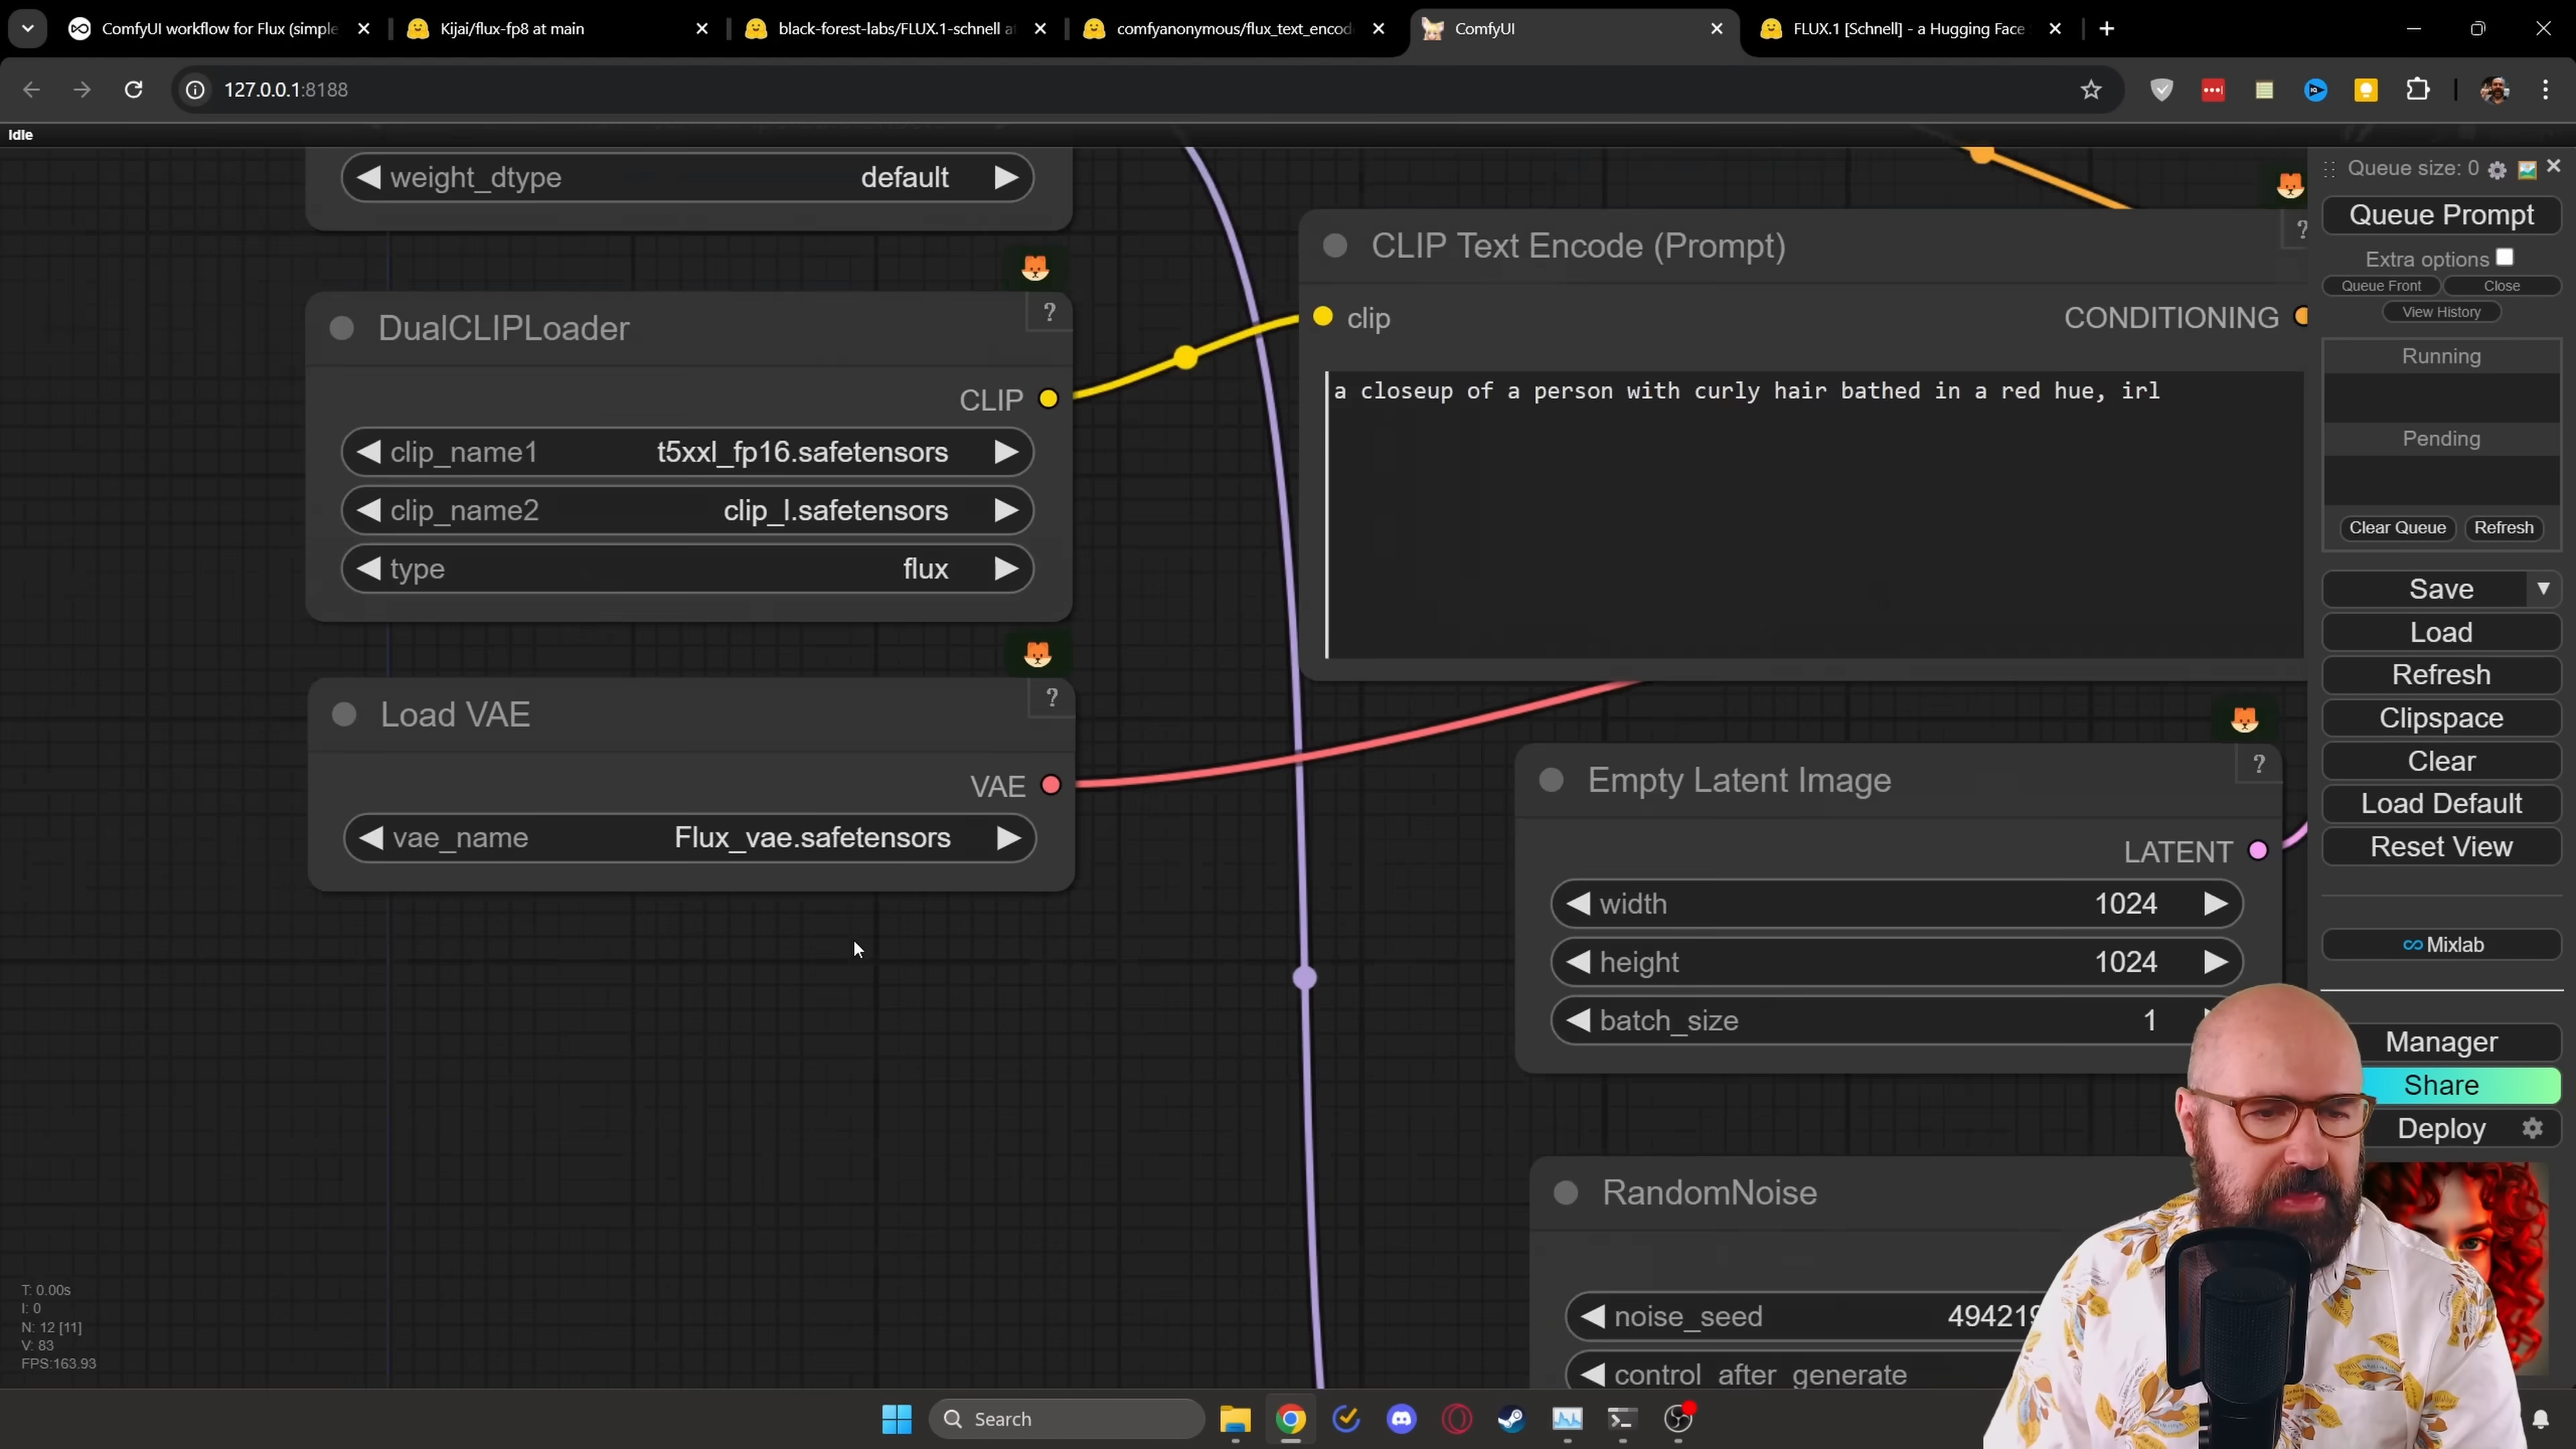 ComfyUI workflow for Flux (simple
Kijai/flux-fp8 at main
black-forest-labs/FLUX.1-schnell at
comfyanonymous/flux_text_encod
ComfyUI
FLUX.1 [Schnell] - a Hugging Face
127.0.0.1:8188
Idle
weight_dtype default
DualCLIPLoader
?
CLIP
clip_name1 t5xxl_fp16.safetensors
clip_name2 clip_l.safetensors
type flux
Load VAE
?
VAE
vae_name Flux_vae.safetensors
CLIP Text Encode (Prompt)
?
clip CONDITIONING
a closeup of a person with curly hair bathed in a red hue, irl
Empty Latent Image
?
LATENT
width 1024
height 1024
batch_size 1
RandomNoise
noise_seed 494219
control_after_generate
Queue size: 0
Queue Prompt
Extra options
Queue Front
Close
View History
Running
Pending
Clear Queue
Refresh
Save
Load
Refresh
Clipspace
Clear
Load Default
Reset View
Mixlab
Manager
Share
Deploy
T: 0.00s
I: 0
N: 12 [11]
V: 83
FPS:163.93
Search